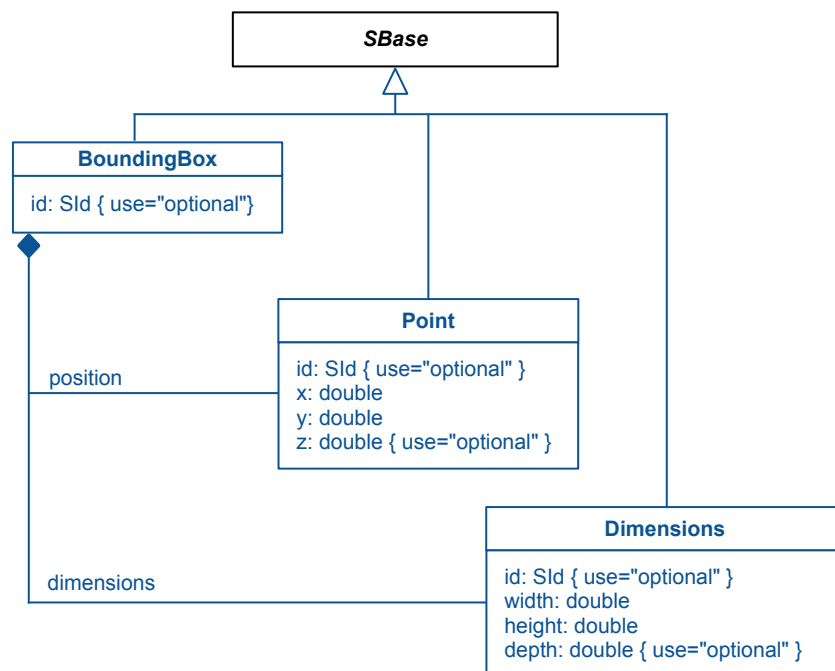 SBase
BoundingBox
id: SId { use="optional"}
Point
id: SId { use="optional" }
x: double
y: double
z: double { use="optional" }
position
Dimensions
id: SId { use="optional" }
width: double
height: double
depth: double { use="optional" }
dimensions